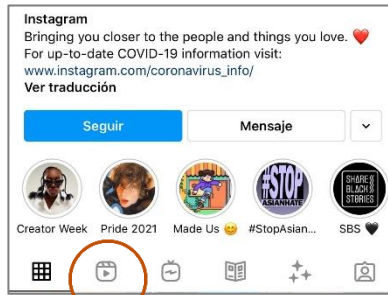 Instagram
Bringing you closer to the people and things you love. ❤️
For up-to-date COVID-19 information visit:
www.instagram.com/coronavirus_info/
Ver traducción
Seguir Mensaje
#STOP ASIANHATE
SHARE BLACK STORIES
Creator Week Pride 2021 Made Us 😊 #StopAsian... SBS 🖤